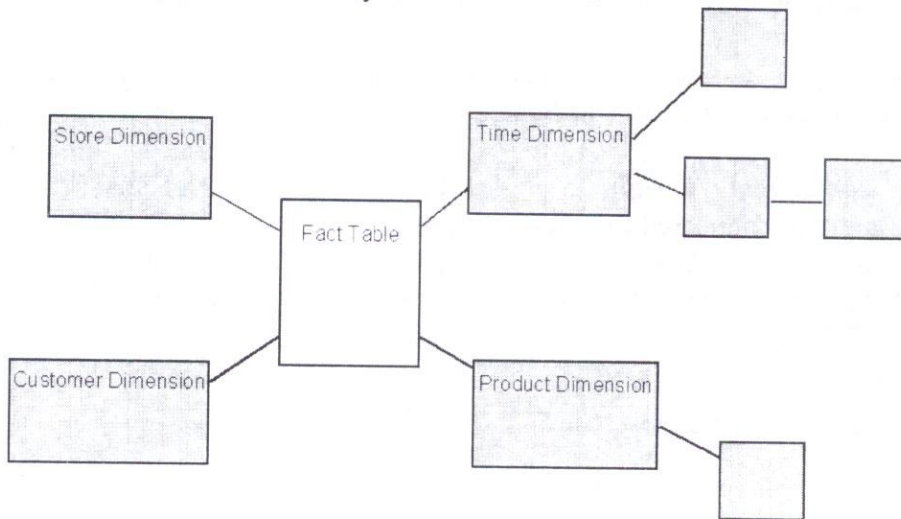 Store Dimension
Time Dimension
Fact Table
Customer Dimension
Product Dimension